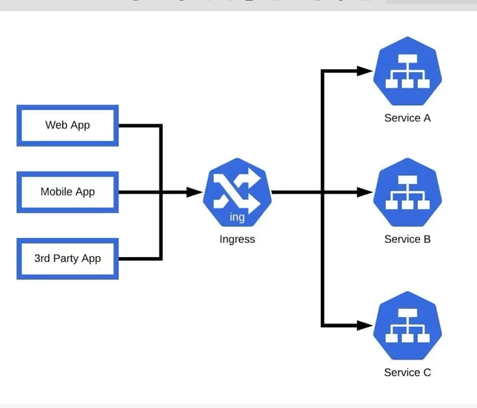 Web App
Mobile App
3rd Party App
ing
Ingress
Service A
Service B
Service C